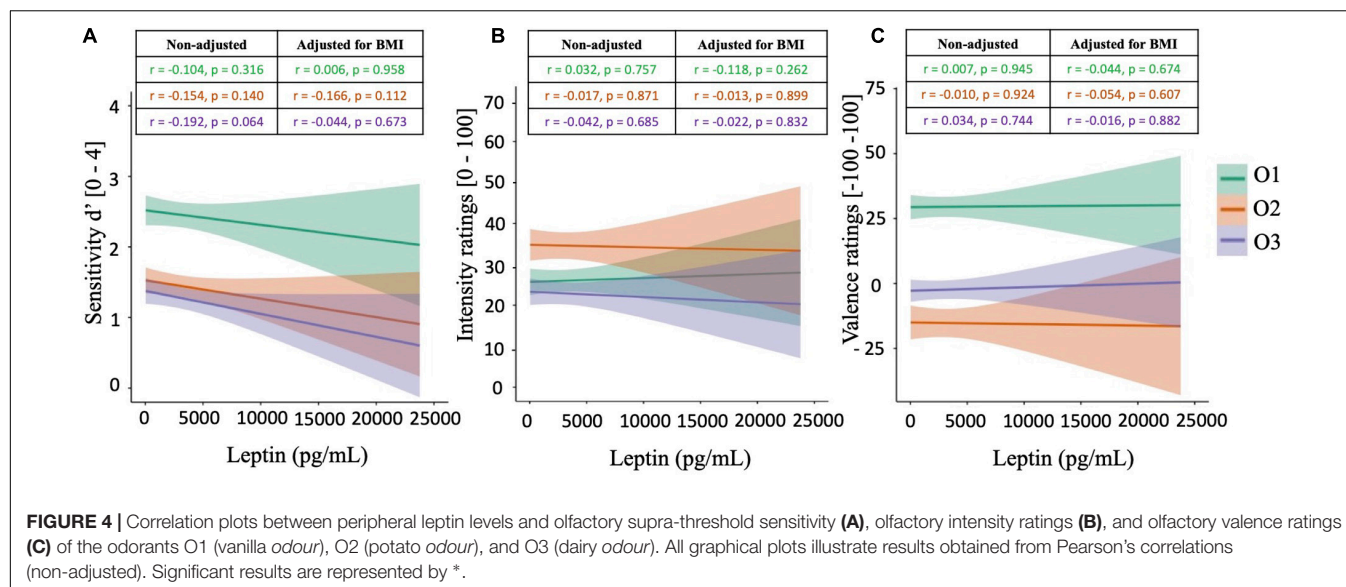 A
Non-adjusted Adjusted for BMI
r = -0.104, p = 0.316 r = 0.006, p = 0.958
r = -0.154, p = 0.140 r = -0.166, p = 0.112
r = -0.192, p = 0.064 r = -0.044, p = 0.673
Sensitivity d' [0 - 4]
4
3
2
1
0
0 5000 10000 15000 20000 25000
Leptin (pg/mL)
B
Non-adjusted Adjusted for BMI
r = 0.032, p = 0.757 r = -0.118, p = 0.262
r = -0.017, p = 0.871 r = -0.013, p = 0.899
r = -0.042, p = 0.685 r = -0.022, p = 0.832
Intensity ratings [0 - 100]
70
60
50
40
30
20
10
0
0 5000 10000 15000 20000 25000
Leptin (pg/mL)
C
Non-adjusted Adjusted for BMI
r = 0.007, p = 0.945 r = -0.044, p = 0.674
r = -0.010, p = 0.924 r = -0.054, p = 0.607
r = 0.034, p = 0.744 r = -0.016, p = 0.882
Valence ratings [-100 -100]
75
50
25
0
- 25
0 5000 10000 15000 20000 25000
Leptin (pg/mL)
O1
O2
O3
FIGURE 4 | Correlation plots between peripheral leptin levels and olfactory supra-threshold sensitivity (A), olfactory intensity ratings (B), and olfactory valence ratings
(C) of the odorants O1 (vanilla odour), O2 (potato odour), and O3 (dairy odour). All graphical plots illustrate results obtained from Pearson's correlations
(non-adjusted). Significant results are represented by *.